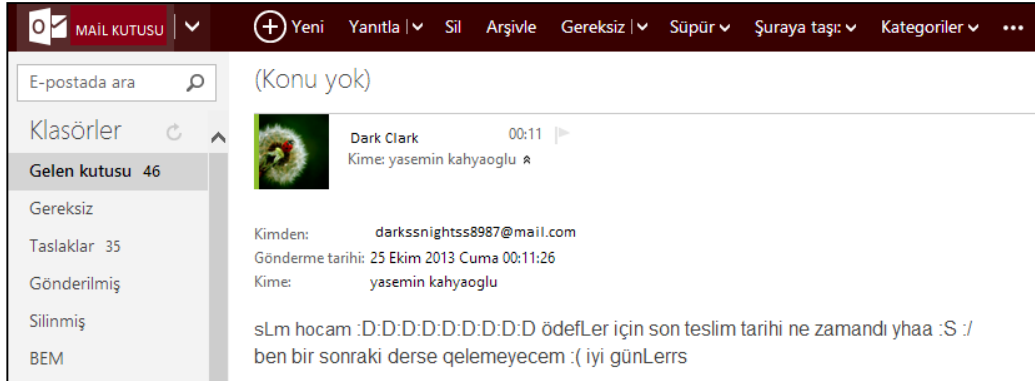 MAİL KUTUSU Yeni Yanıtla Sil Arşivle Gereksiz Süpür Şuraya taşı: Kategoriler ...
E-postada ara
(Konu yok)
Klasörler
Gelen kutusu 46
Gereksiz
Taslaklar 35
Gönderilmiş
Silinmiş
BEM
Dark Clark 00:11
Kime: yasemin kahyaoglu
Kimden: darkssnightss8987@mail.com
Gönderme tarihi: 25 Ekim 2013 Cuma 00:11:26
Kime: yasemin kahyaoglu
sLm hocam :D:D:D:D:D:D:D:D:D ödefLer için son teslim tarihi ne zamandı yhaa :S :/
ben bir sonraki derse qelemeyecem :( iyi günLerrs